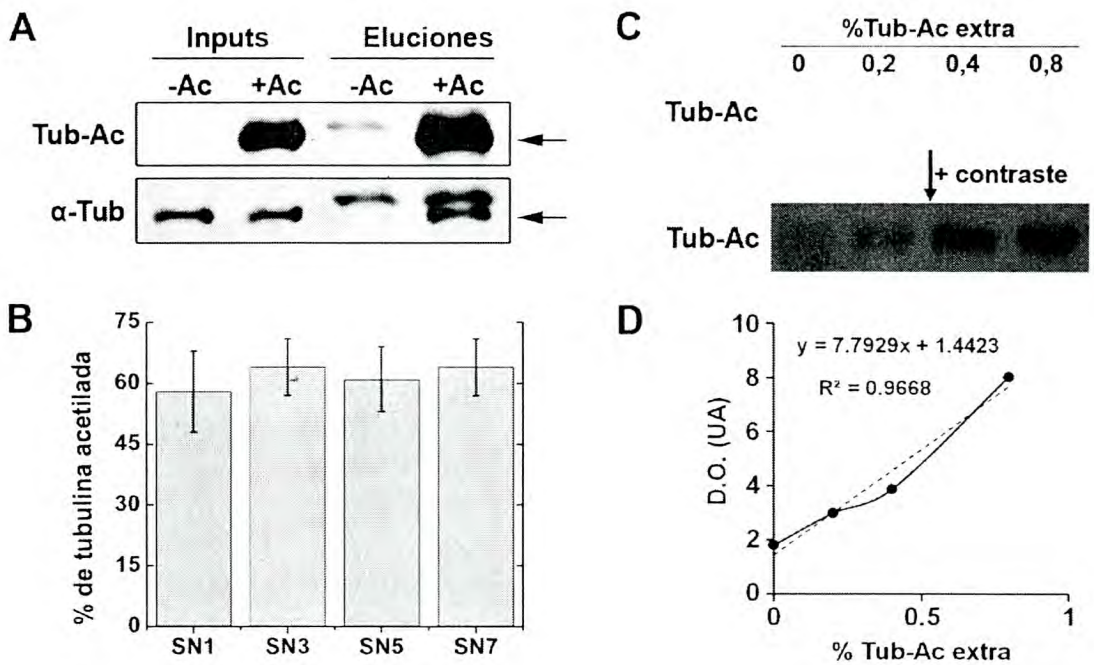 A
Inputs Eluciones
-Ac +Ac -Ac +Ac
Tub-Ac
α-Tub
B
% de tubulina acetilada
75
60
45
30
15
0
SN1 SN3 SN5 SN7
C
%Tub-Ac extra
0 0,2 0,4 0,8
Tub-Ac
+ contraste
Tub-Ac
D
D.O. (UA)
10
8
6
4
2
0
y = 7.7929x + 1.4423
R² = 0.9668
0 0.5 1
% Tub-Ac extra